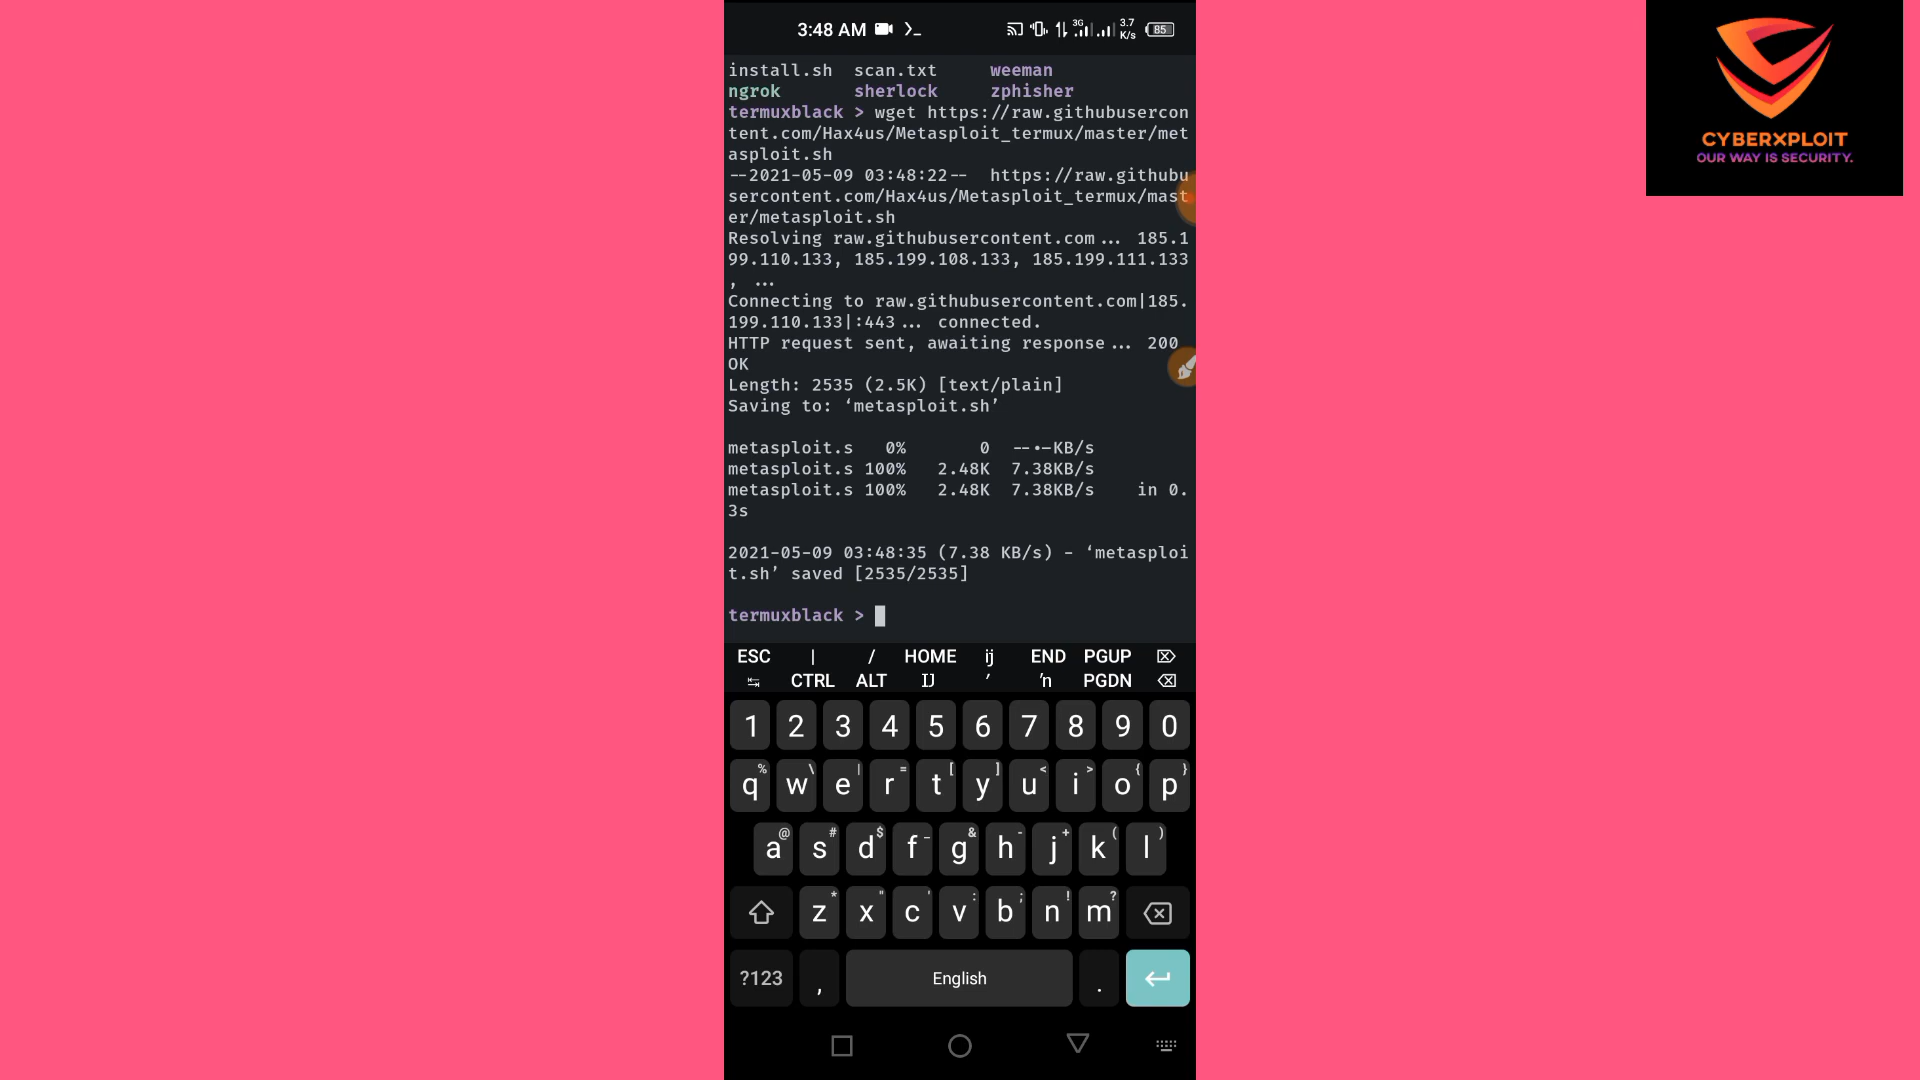 3:48 AM
3G
3.7 K/s
85
CYBERXPLOIT
OUR WAY IS SECURITY.
install.sh scan.txt weeman
ngrok sherlock zphisher
termuxblack > wget https://raw.githubusercon
tent.com/Hax4us/Metasploit_termux/master/met
asploit.sh
--2021-05-09 03:48:22-- https://raw.githubu
sercontent.com/Hax4us/Metasploit_termux/mast
er/metasploit.sh
Resolving raw.githubusercontent.com... 185.1
99.110.133, 185.199.108.133, 185.199.111.133
, ...
Connecting to raw.githubusercontent.com|185.
199.110.133|:443... connected.
HTTP request sent, awaiting response... 200
OK
Length: 2535 (2.5K) [text/plain]
Saving to: ‘metasploit.sh’
metasploit.s 0% 0 --•-KB/s
metasploit.s 100% 2.48K 7.38KB/s
metasploit.s 100% 2.48K 7.38KB/s in 0.
3s
2021-05-09 03:48:35 (7.38 KB/s) - ‘metasploi
t.sh’ saved [2535/2535]
termuxblack >
ESC | / HOME ĳ END PGUP
CTRL ALT Ĳ ′ ŉ PGDN
1 2 3 4 5 6 7 8 9 0
% \ | = [ ] < > { }
q w e r t y u i o p
@ # $ _ & - + ( )
a s d f g h j k l
* " ' : ; ! ?
z x c v b n m
?123 , English .